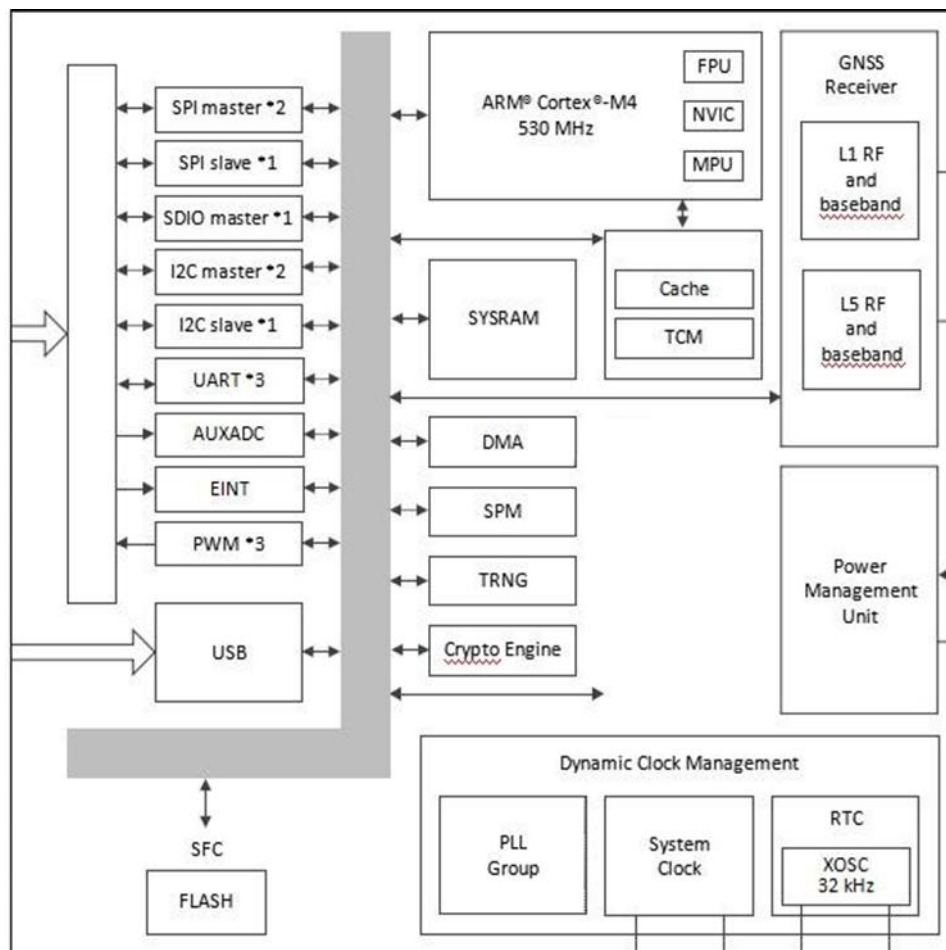 SPI master *2
SPI slave *1
SDIO master *1
I2C master *2
I2C slave *1
UART *3
AUXADC
EINT
PWM *3
USB
SFC
FLASH
ARM® Cortex®-M4
530 MHz
FPU
NVIC
MPU
SYSRAM
Cache
TCM
DMA
SPM
TRNG
Crypto Engine
GNSS
Receiver
L1 RF
and
baseband
L5 RF
and
baseband
Power
Management
Unit
Dynamic Clock Management
PLL
Group
System
Clock
RTC
XOSC
32 kHz